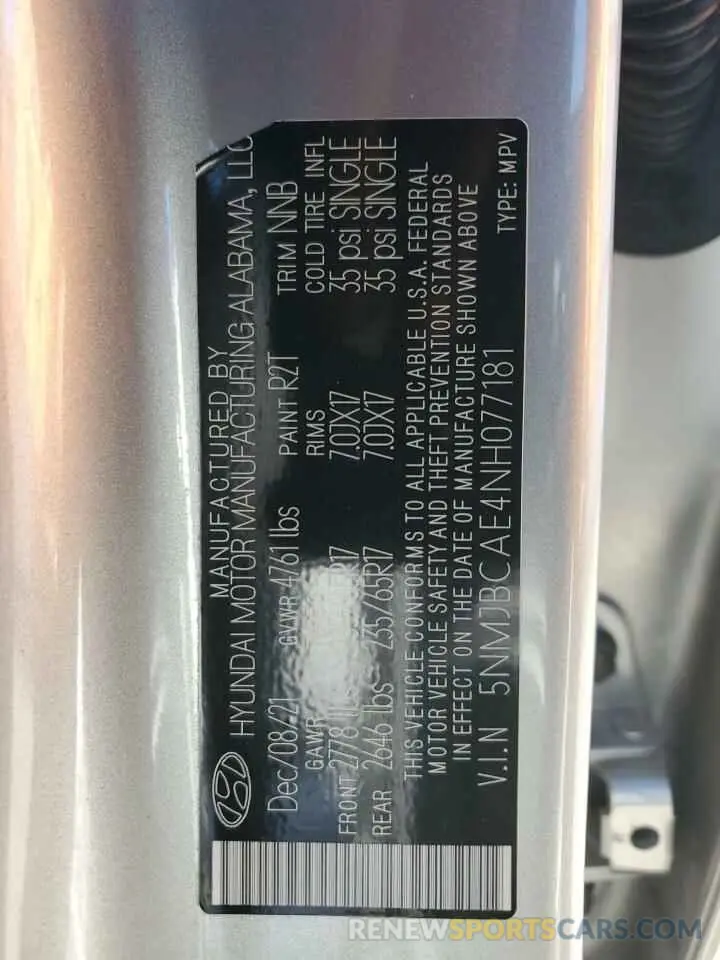 MANUFACTURED BY
HYUNDAI MOTOR MANUFACTURING ALABAMA, LLC
Dec/08/21 GVWR 4761 lbs PAINT R2T TRIM NNB
GAWR RIMS COLD TIRE INFL
FRONT 2778 lbs 7.0JX17 35 psi SINGLE
REAR 2646 lbs 235/65R17 7.0JX17 35 psi SINGLE
THIS VEHICLE CONFORMS TO ALL APPLICABLE U.S.A. FEDERAL
MOTOR VEHICLE SAFETY AND THEFT PREVENTION STANDARDS
IN EFFECT ON THE DATE OF MANUFACTURE SHOWN ABOVE
V.I.N 5NMJBCAE4NH077181
TYPE: MPV
RENEWSPORTSCARS.COM